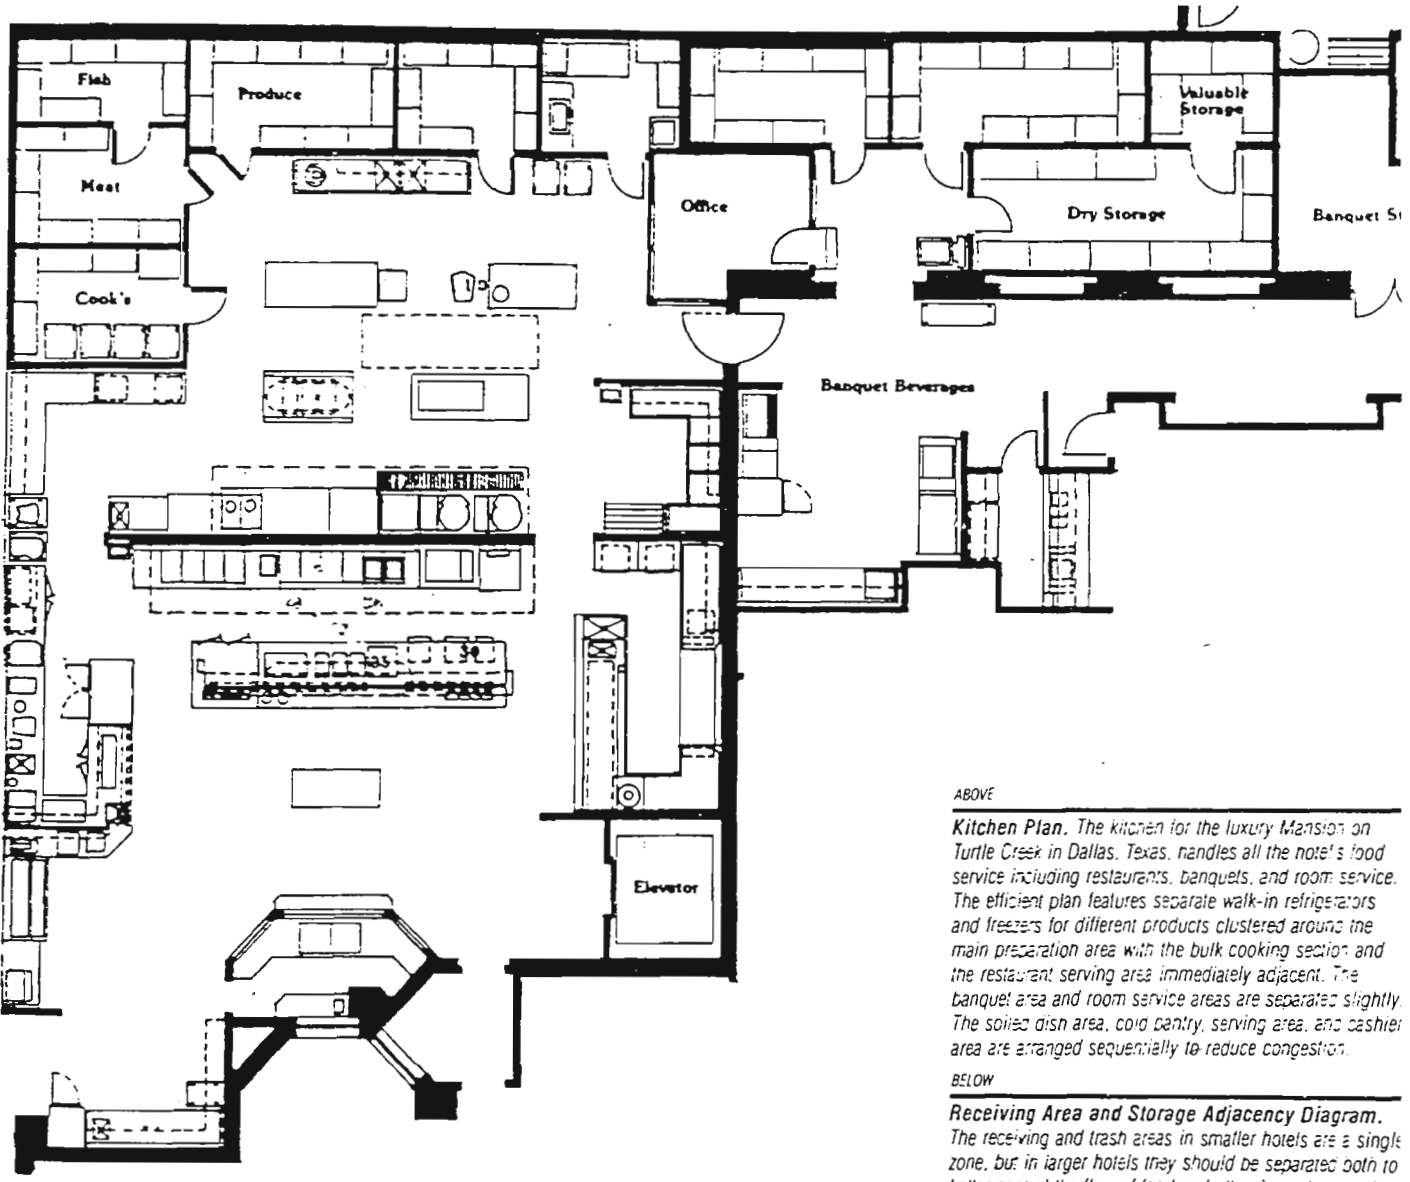 Fish
Produce
Valuable
Storage
Meat
Office
Dry Storage
Banquet St
Cook's
Banquet Beverages
33
30
Elevator
ABOVE
Kitchen Plan. The kitchen for the luxury Mansion on
Turtle Creek in Dallas, Texas, handles all the hotel's food
service including restaurants, banquets, and room service.
The efficient plan features separate walk-in refrigerators
and freezers for different products clustered around the
main preparation area with the bulk cooking section and
the restaurant serving area immediately adjacent. The
banquet area and room service areas are separated slightly.
The soiled dish area, cold pantry, serving area, and cashier
area are arranged sequentially to reduce congestion.
BELOW
Receiving Area and Storage Adjacency Diagram.
The receiving and trash areas in smaller hotels are a single
zone, but in larger hotels they should be separated both to